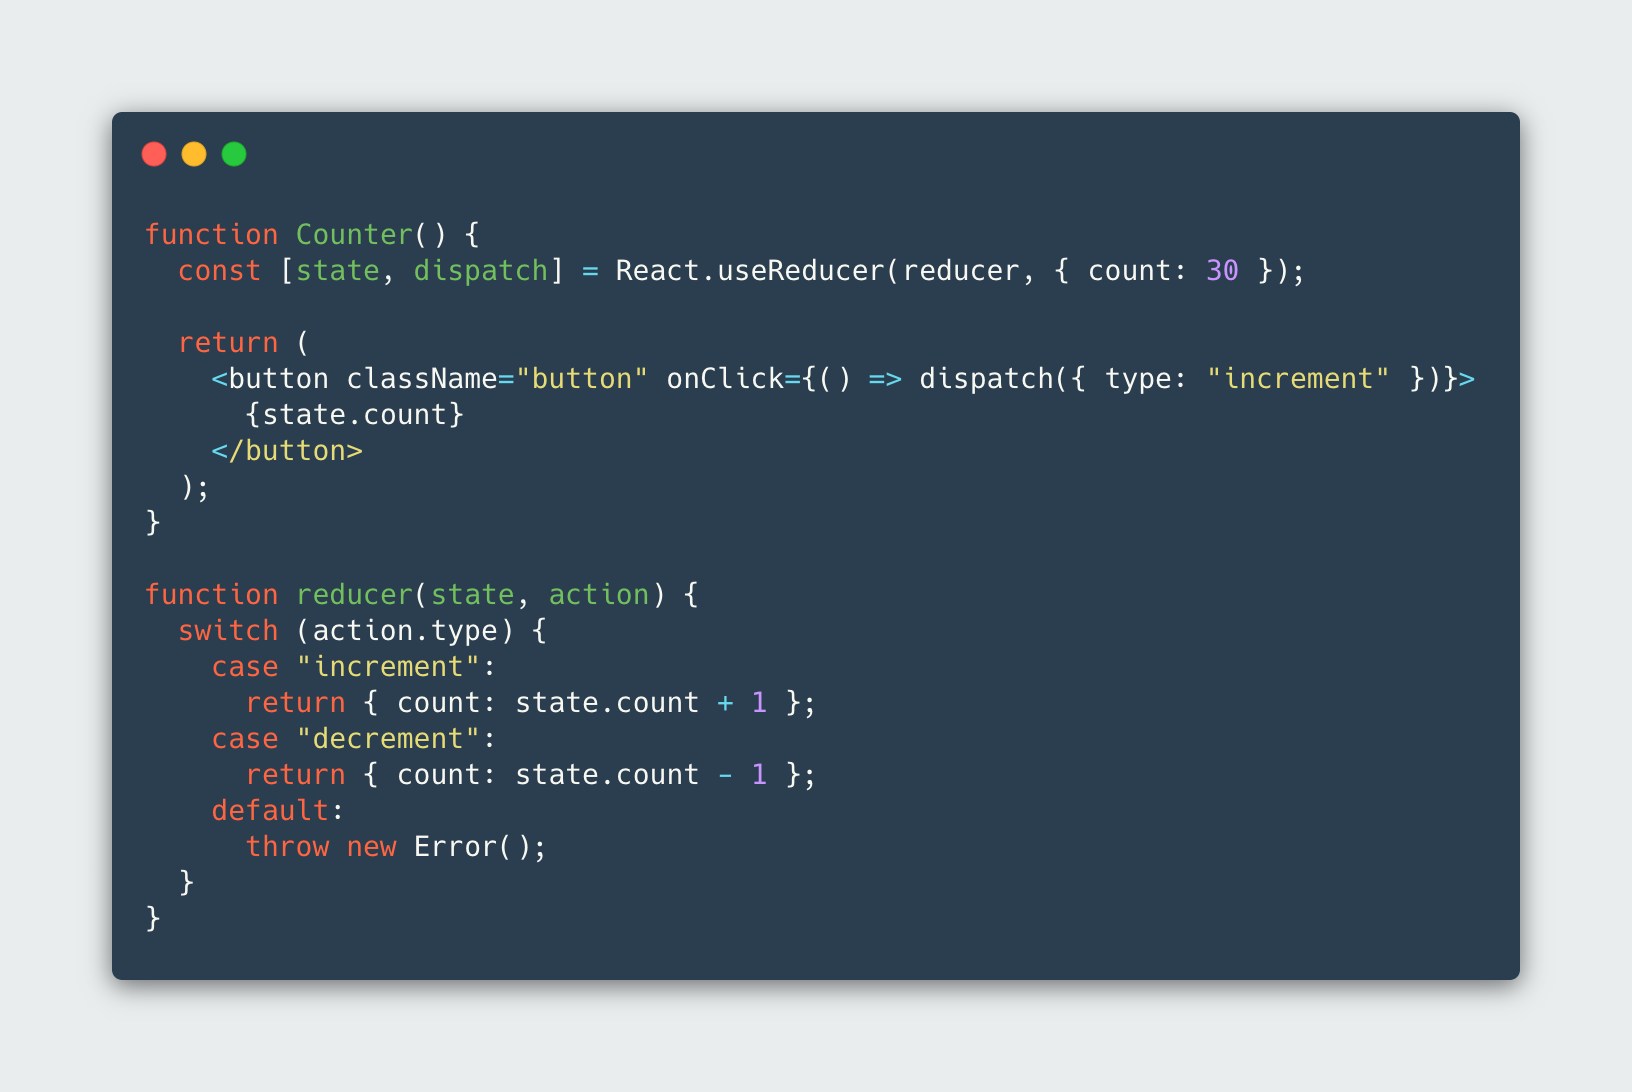 function Counter() {
  const [state, dispatch] = React.useReducer(reducer, { count: 30 });

  return (
    <button className="button" onClick={() => dispatch({ type: "increment" })}>
      {state.count}
    </button>
  );
}

function reducer(state, action) {
  switch (action.type) {
    case "increment":
      return { count: state.count + 1 };
    case "decrement":
      return { count: state.count - 1 };
    default:
      throw new Error();
  }
}